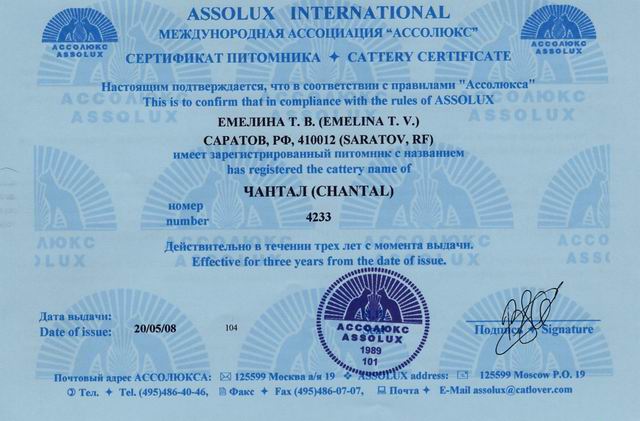 ASSOLUX INTERNATIONAL
МЕЖДУНОРОДНАЯ АССОЦИАЦИЯ “АССОЛЮКС”
СЕРТИФИКАТ ПИТОМНИКА ✦ CATTERY CERTIFICATE
АССОЛЮКС
ASSOLUX
АССОЛЮКС
ASSOLUX
Настоящим подтверждается, что в соответствии с правилами "Ассолюкса"
This is to confirm that in compliance with the rules of ASSOLUX
ЕМЕЛИНА Т. В. (EMELINA T. V.)
САРАТОВ, РФ, 410012 (SARATOV, RF)
имеет зарегистрированный питомник с названием
has registered the cattery name of
ЧАНТАЛ (CHANTAL)
номер
number
4233
Действительно в течении трех лет с момента выдачи.
Effective for three years from the date of issue.
АССОЛЮКС
ASSOLUX
1989
101
Дата выдачи:
Date of issue: 20/05/08 104
Подпись ✦ Signature
Почтовый адрес АССОЛЮКСА: ✉ 125599 Москва а/я 19 ❖ ASSOLUX address: 125599 Moscow P.O. 19
✆ Тел. ✦ Tel. (495)486-40-46, Факс ✦ Fax (495)486-07-07, Почта ✦ E-Mail assolux@catlover.com